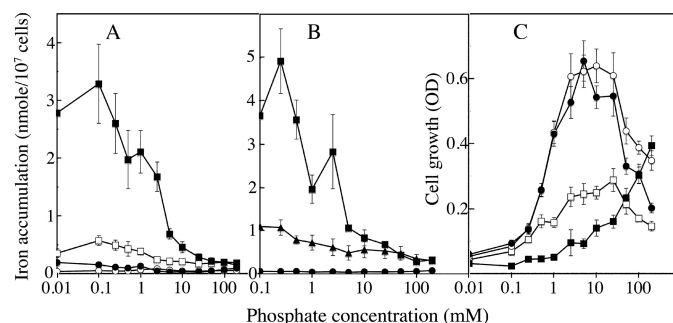 A
B
C
Iron accumulation (nmole/10⁷ cells)
4
3
2
1
0
5
4
3
2
1
0
Cell growth (OD)
0.6
0.4
0.2
0.01 0.1 1 10 100
0.01 0.1 1 10 100
0.01 0.1 1 10 100
Phosphate concentration (mM)